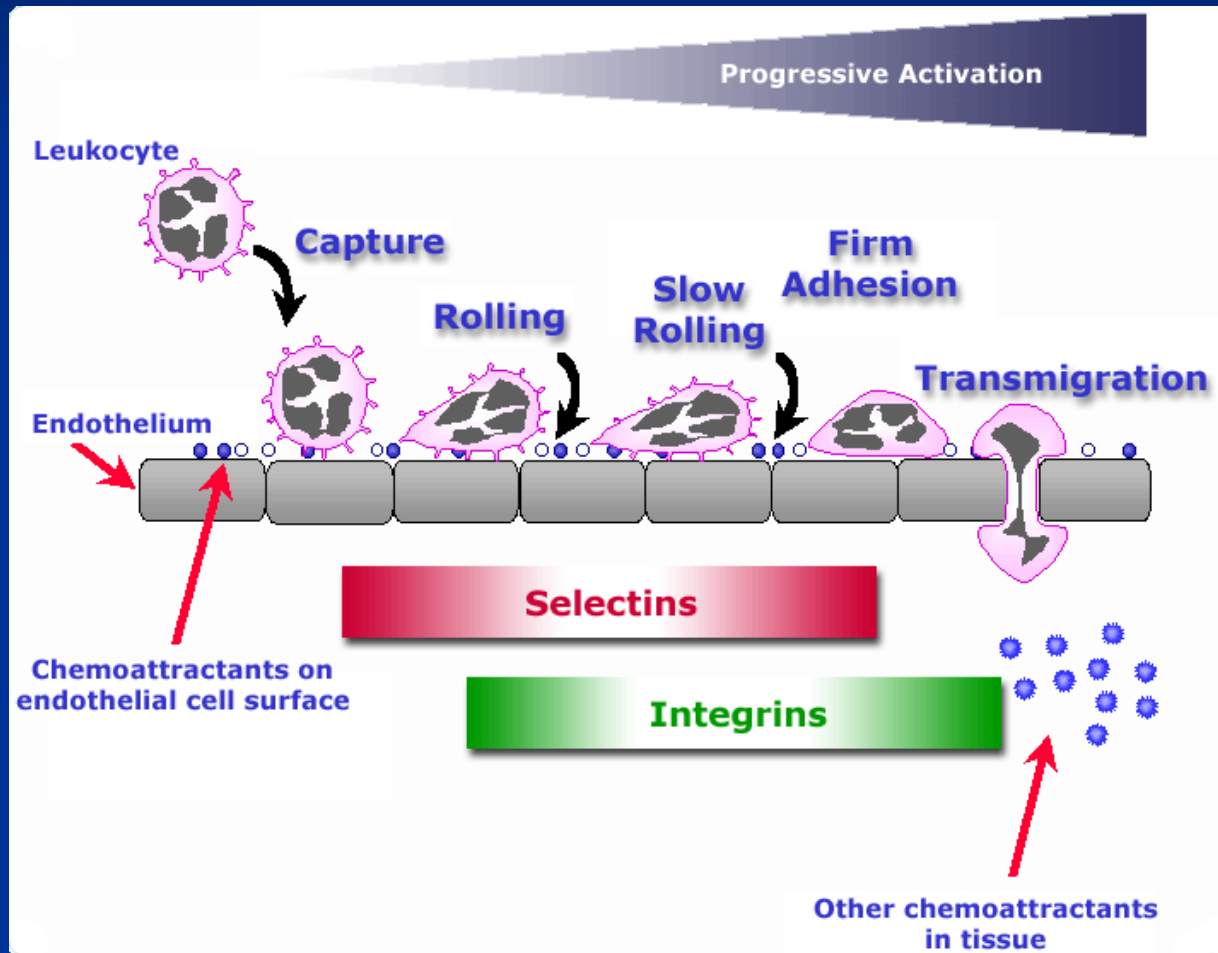 Progressive Activation
Leukocyte
Capture
Rolling
Slow
Rolling
Firm
Adhesion
Transmigration
Endothelium
Selectins
Integrins
Chemoattractants on
endothelial cell surface
Other chemoattractants
in tissue